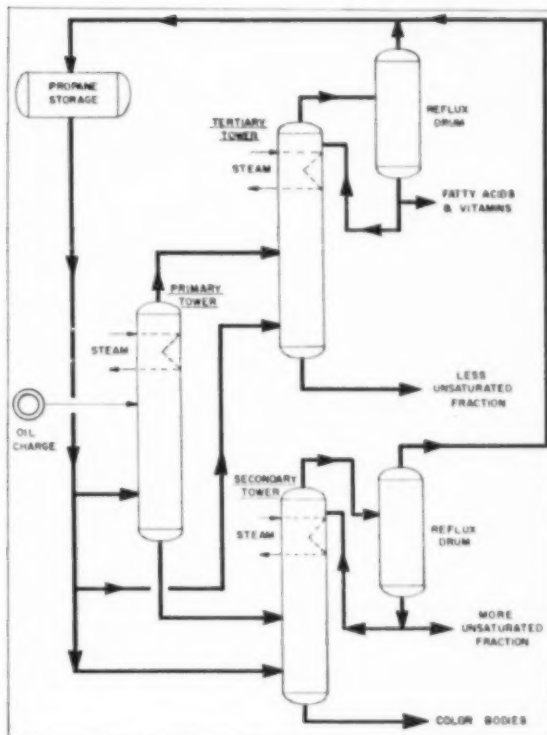 PROPANE
STORAGE
REFLUX
DRUM
TERTIARY
TOWER
STEAM
FATTY ACIDS
& VITAMINS
PRIMARY
TOWER
STEAM
LESS
UNSATURATED
FRACTION
OIL
CHARGE
SECONDARY
TOWER
STEAM
REFLUX
DRUM
MORE
UNSATURATED
FRACTION
COLOR BODIES